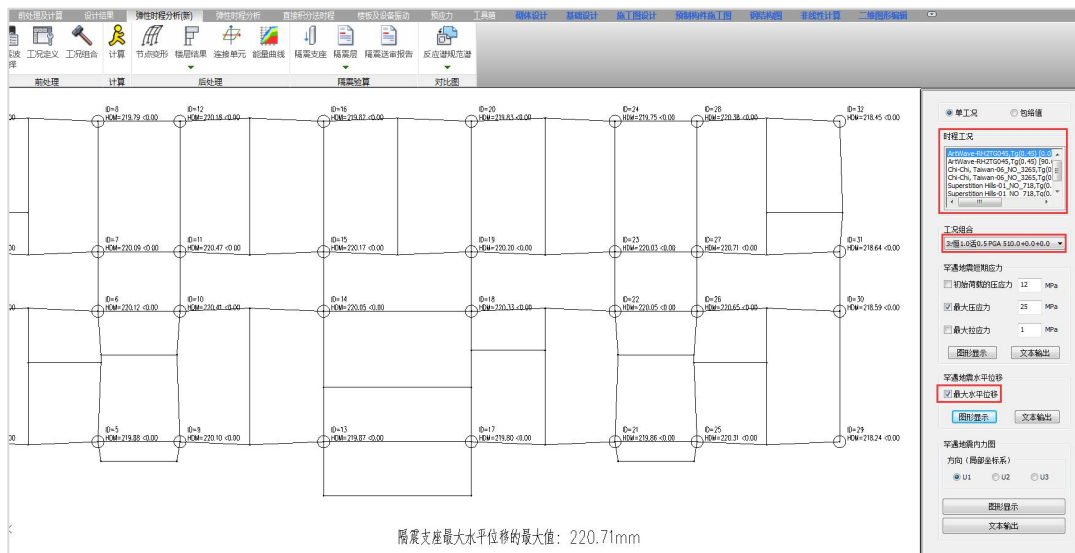 前处理及计算 设计结果 弹性时程分析(新) 弹性时程分析 直接积分法时程 楼板及设备振动 预应力 工具箱 砌体设计 基础设计 施工图设计 预制构件施工图 钢结构图 非线性计算 二维图形编辑
工况定义 工况组合 计算 节点变形 楼层结果 连接单元 能量曲线 隔震支座 隔震层 隔震送审报告 反应谱规范谱
择
前处理 计算 后处理 隔震验算 对比图
ID=8 ID=12 ID=16 ID=20 ID=24 ID=28 ID=32
HDM=219.79 <0.00 HDM=220.18 <0.00 HDM=219.82 <0.00 HDM=219.83 <0.00 HDM=219.75 <0.00 HDM=220.38 <0.00 HDM=218.45 <0.00
ID=7 ID=11 ID=15 ID=19 ID=23 ID=27 ID=31
HDM=220.09 <0.00 HDM=220.47 <0.00 HDM=220.17 <0.00 HDM=220.20 <0.00 HDM=220.03 <0.00 HDM=220.71 <0.00 HDM=218.64 <0.00
ID=6 ID=10 ID=14 ID=18 ID=22 ID=26 ID=30
HDM=220.12 <0.00 HDM=220.41 <0.00 HDM=220.05 <0.00 HDM=220.33 <0.00 HDM=220.05 <0.00 HDM=220.65 <0.00 HDM=218.59 <0.00
ID=5 ID=9 ID=13 ID=17 ID=21 ID=25 ID=29
HDM=219.88 <0.00 HDM=220.10 <0.00 HDM=219.87 <0.00 HDM=219.80 <0.00 HDM=219.86 <0.00 HDM=220.31 <0.00 HDM=218.24 <0.00
隔震支座最大水平位移的最大值: 220.71mm
单工况 包络值
时程工况
ArtWave-RH2TG045,Tg(0.45) [0.0
ArtWave-RH2TG045,Tg(0.45) [90.
Chi-Chi, Taiwan-06_NO_3265,Tg(0
Chi-Chi, Taiwan-06_NO_3265,Tg(0
Superstition Hills-01_NO_718,Tg(0.
Superstition Hills-01 NO 718,Tg(0.
工况组合
3:恒1.0活0.5 PGA 510.0+0.0+0.0
罕遇地震短期应力
初始荷载的压应力 12 MPa
最大压应力 25 MPa
最大拉应力 1 MPa
图形显示 文本输出
罕遇地震水平位移
最大水平位移
图形显示 文本输出
罕遇地震内力图
方向（局部坐标系）
U1 U2 U3
图形显示
文本输出